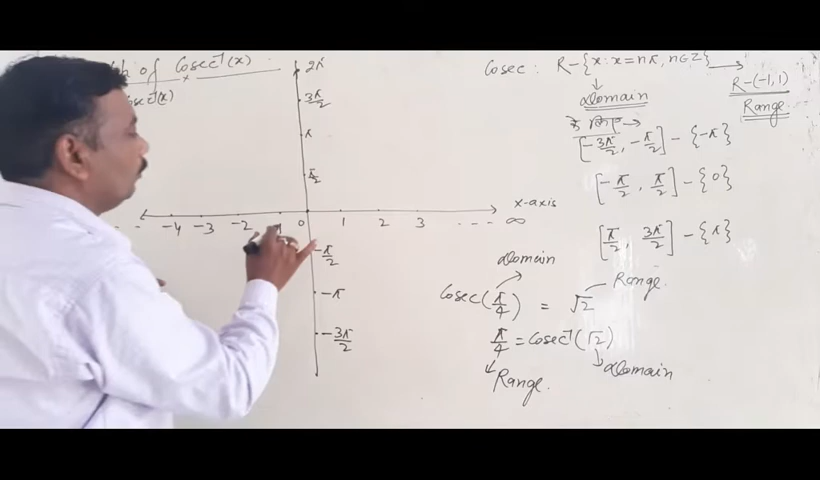 of Cosec⁻¹(x)
Cosec⁻¹(x)
2π
3π/2
π
π/2
x-axis
-4 -3 -2 0 1 2 3 - - - ∞
-π/2
-π
-3π/2
Cosec : R-{x : x=nπ, n∈Z} → R-(-1,1)
Domain Range
के लिए →
[-3π/2, -π/2] - {-π}
[-π/2, π/2] - {0}
[π/2, 3π/2] - {π}
Domain
Cosec(π/4) = √2 Range
π/4 = Cosec⁻¹(√2)
Range. Domain